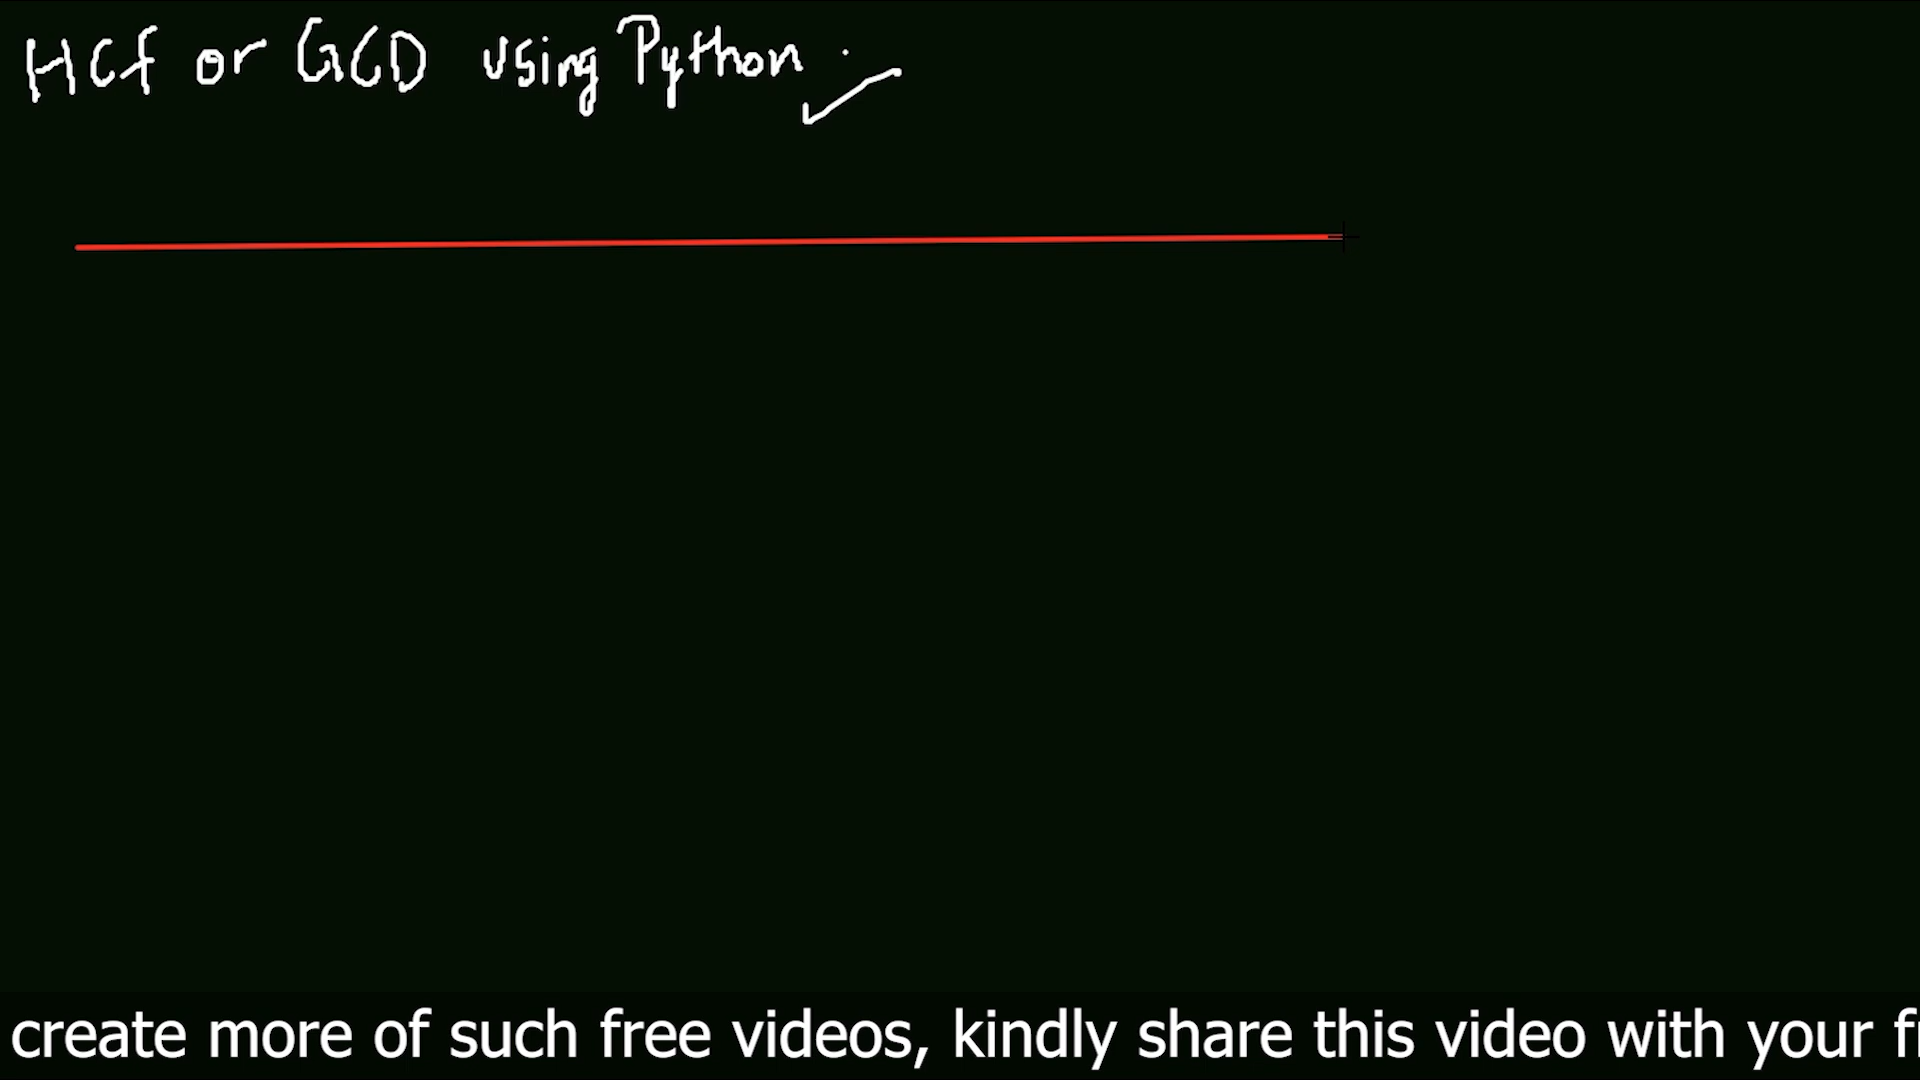 HCf or GCD using Python
create more of such free videos, kindly share this video with your